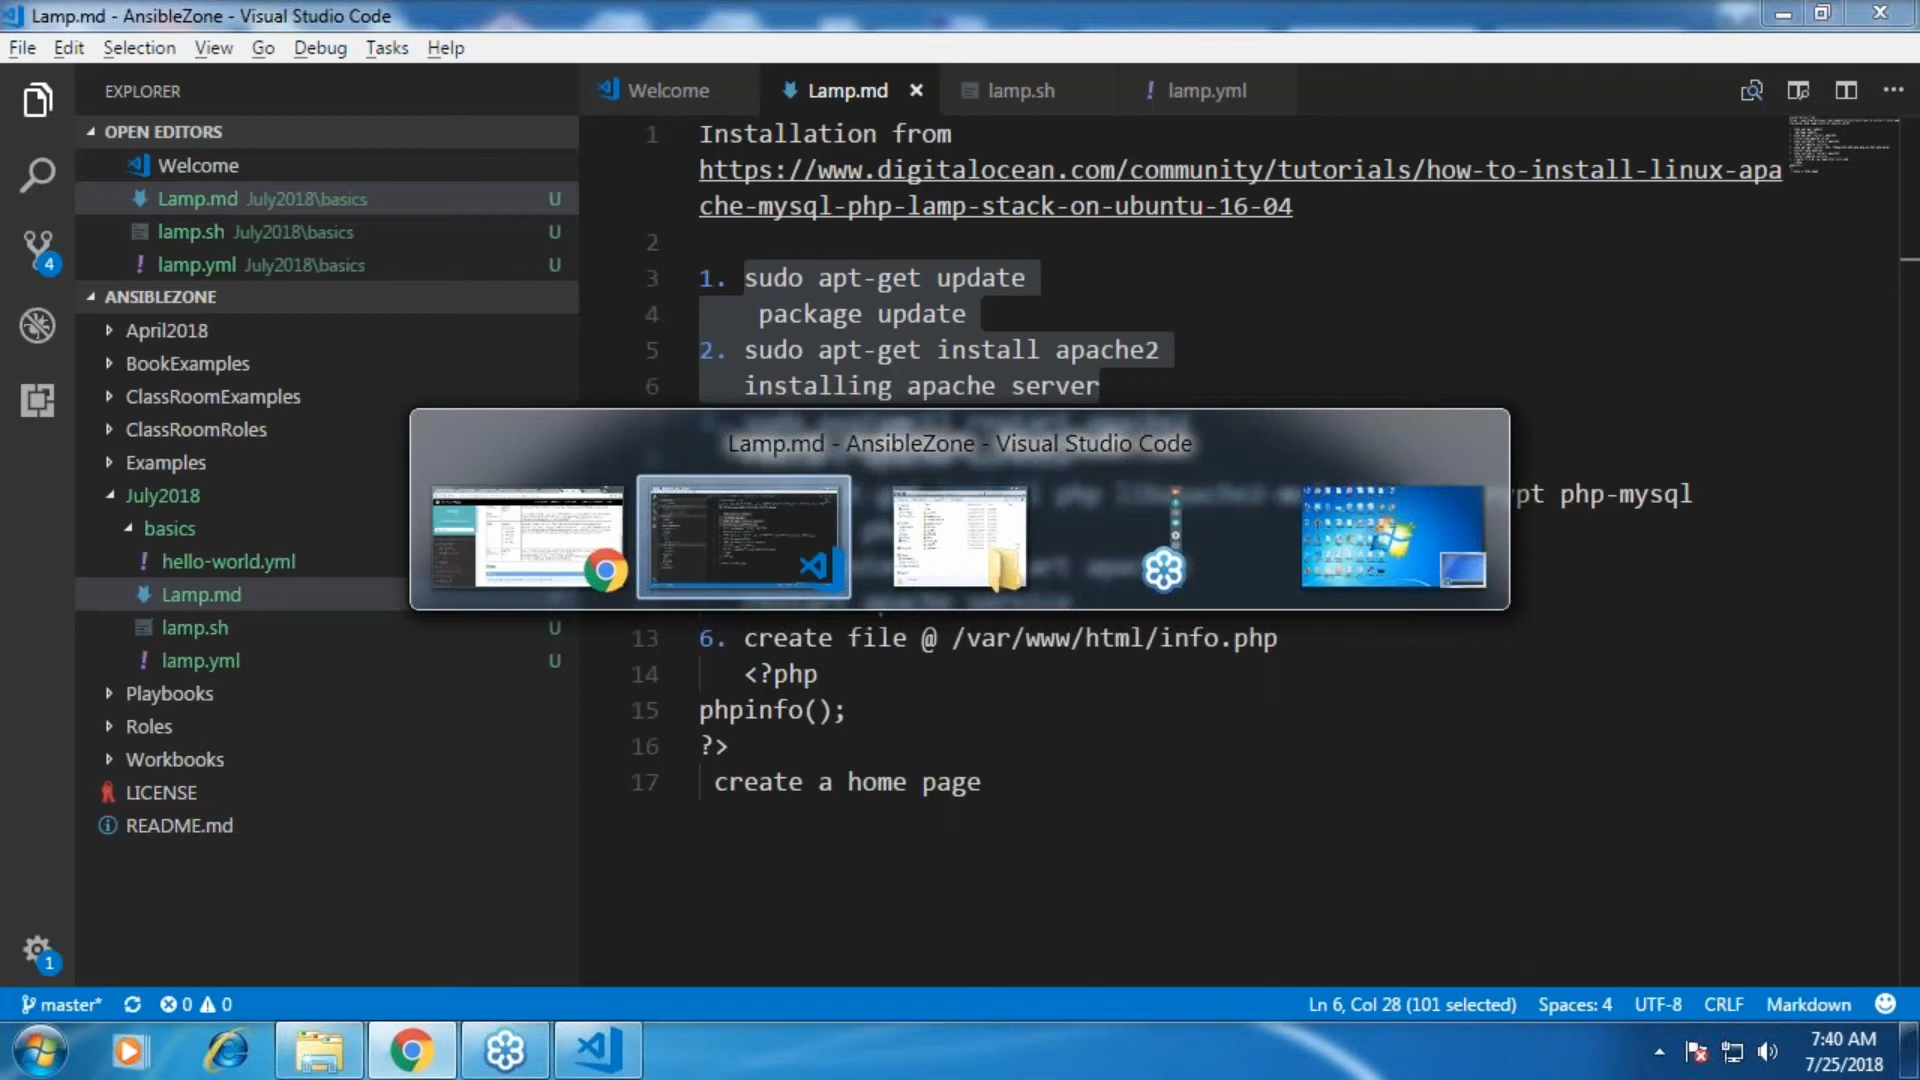 Lamp.md - AnsibleZone - Visual Studio Code
File Edit Selection View Go Debug Tasks Help
EXPLORER
OPEN EDITORS
Welcome
Lamp.md July2018\basics U
lamp.sh July2018\basics U
lamp.yml July2018\basics U
4
ANSIBLEZONE
April2018
BookExamples
ClassRoomExamples
ClassRoomRoles
Examples
July2018
basics
hello-world.yml
Lamp.md
lamp.sh U
lamp.yml U
Playbooks
Roles
Workbooks
LICENSE
README.md
1
Welcome Lamp.md lamp.sh lamp.yml
1 Installation from
https://www.digitalocean.com/community/tutorials/how-to-install-linux-apa
che-mysql-php-lamp-stack-on-ubuntu-16-04
2
3 1. sudo apt-get update
4 package update
5 2. sudo apt-get install apache2
6 installing apache server
Lamp.md - AnsibleZone - Visual Studio Code
php-mysql
13 6. create file @ /var/www/html/info.php
14 <?php
15 phpinfo();
16 ?>
17 create a home page
master* 0 0 Ln 6, Col 28 (101 selected) Spaces: 4 UTF-8 CRLF Markdown
7:40 AM
7/25/2018